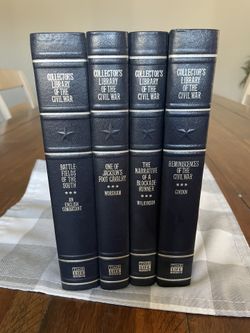 COLLECTOR'S
LIBRARY
OF THE
CIVIL WAR
BATTLE-
FIELDS
OF THE
SOUTH
AN
ENGLISH
COMBATANT
COLLECTOR'S
LIBRARY
OF THE
CIVIL WAR
ONE OF
JACKSON'S
FOOT CAVALRY
WORSHAM
COLLECTOR'S
LIBRARY
OF THE
CIVIL WAR
THE
NARRATIVE
OF A
BLOCKADE-
RUNNER
WILKINSON
COLLECTOR'S
LIBRARY
OF THE
CIVIL WAR
REMINISCENCES
OF THE
CIVIL WAR
GORDON